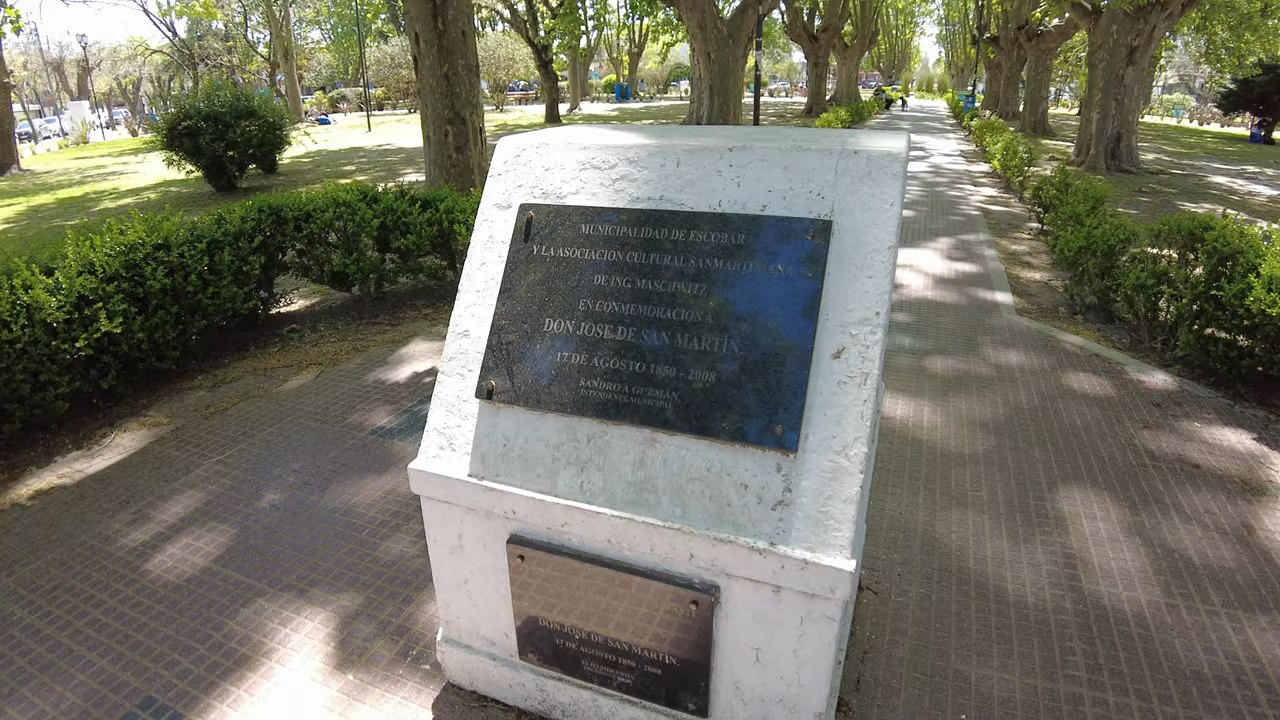 MUNICIPALIDAD DE ESCOBAR
Y LA ASOCIACION CULTURAL SANMARTINIANA
DE ING. MASCHWITZ
EN CONMEMORACION A
DON JOSE DE SAN MARTIN.
17 DE AGOSTO 1850 - 2008
SANDRO A GUZMAN
INTENDENTE MUNICIPAL
DON JOSE DE SAN MARTIN.
17 DE AGOSTO 1850 - 2008